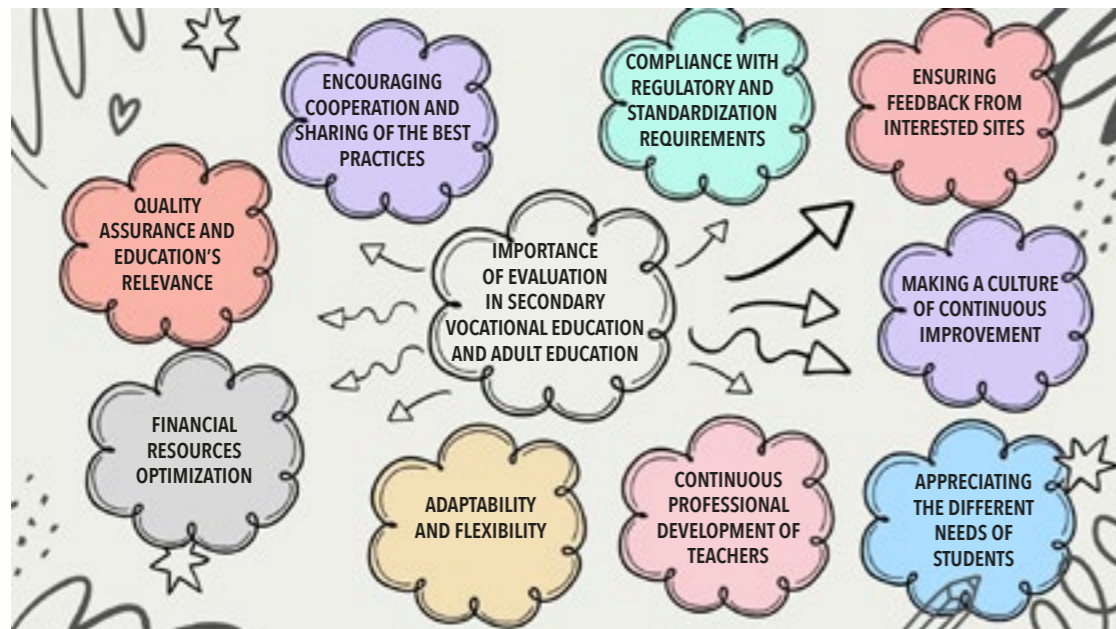 ENCOURAGING
COOPERATION AND
SHARING OF THE BEST
PRACTICES
COMPLIANCE WITH
REGULATORY AND
STANDARDIZATION
REQUIREMENTS
ENSURING
FEEDBACK FROM
INTERESTED SITES
QUALITY
ASSURANCE AND
EDUCATION'S
RELEVANCE
IMPORTANCE
OF EVALUATION
IN SECONDARY
VOCATIONAL EDUCATION
AND ADULT EDUCATION
MAKING A CULTURE
OF CONTINUOUS
IMPROVEMENT
FINANCIAL
RESOURCES
OPTIMIZATION
ADAPTABILITY
AND FLEXIBILITY
CONTINUOUS
PROFESSIONAL
DEVELOPMENT OF
TEACHERS
APPRECIATING
THE DIFFERENT
NEEDS OF
STUDENTS